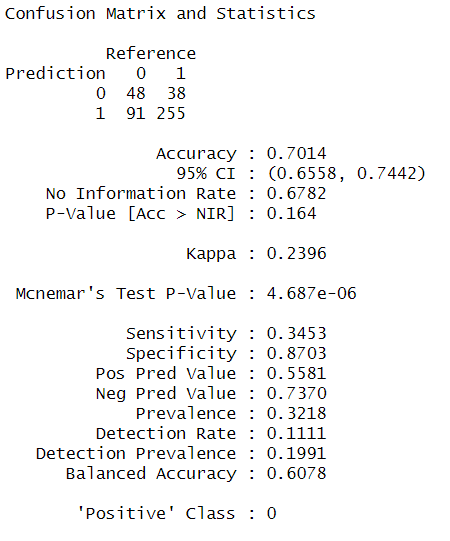 Confusion Matrix and Statistics
Reference
Prediction 0 1
0 48 38
1 91 255
Accuracy : 0.7014
95% CI : (0.6558, 0.7442)
No Information Rate : 0.6782
P-Value [Acc > NIR] : 0.164
Kappa : 0.2396
Mcnemar's Test P-Value : 4.687e-06
Sensitivity : 0.3453
Specificity : 0.8703
Pos Pred Value : 0.5581
Neg Pred Value : 0.7370
Prevalence : 0.3218
Detection Rate : 0.1111
Detection Prevalence : 0.1991
Balanced Accuracy : 0.6078
'Positive' Class : 0